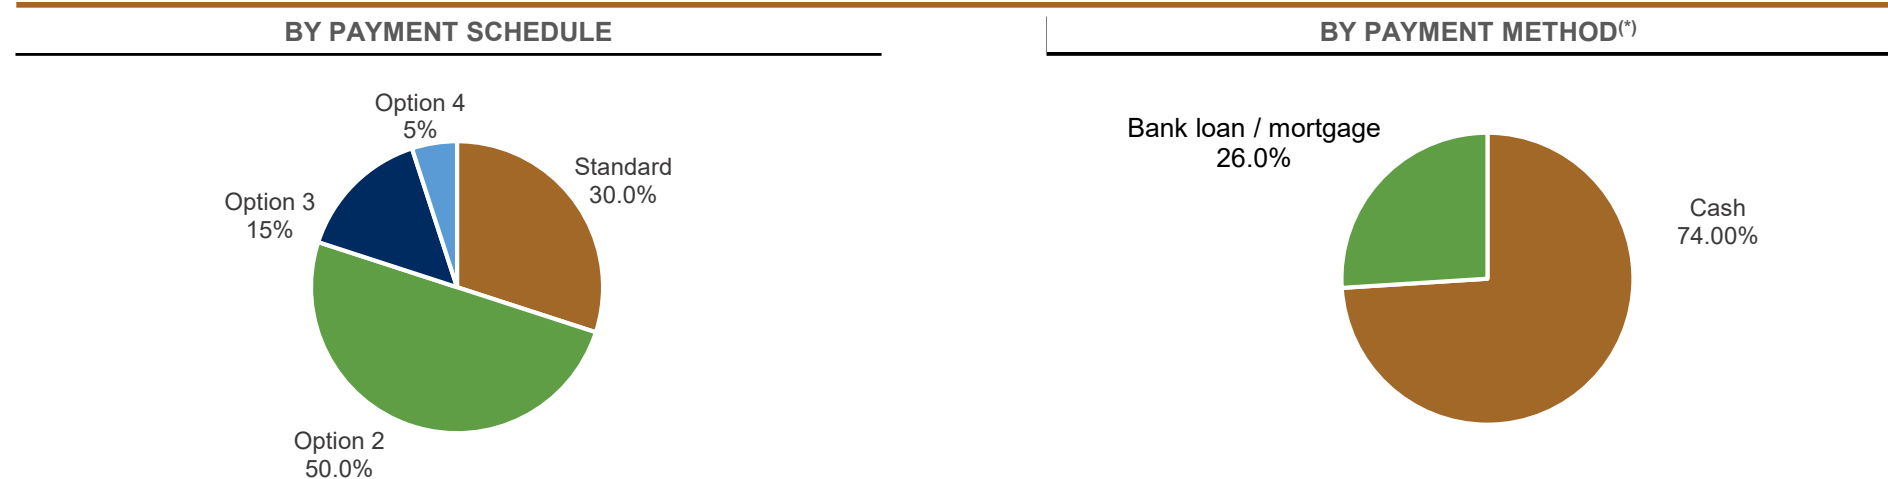 BY PAYMENT SCHEDULE
Option 4
5%
Standard
30.0%
Option 3
15%
Option 2
50.0%
BY PAYMENT METHOD(*)
Bank loan / mortgage
26.0%
Cash
74.00%